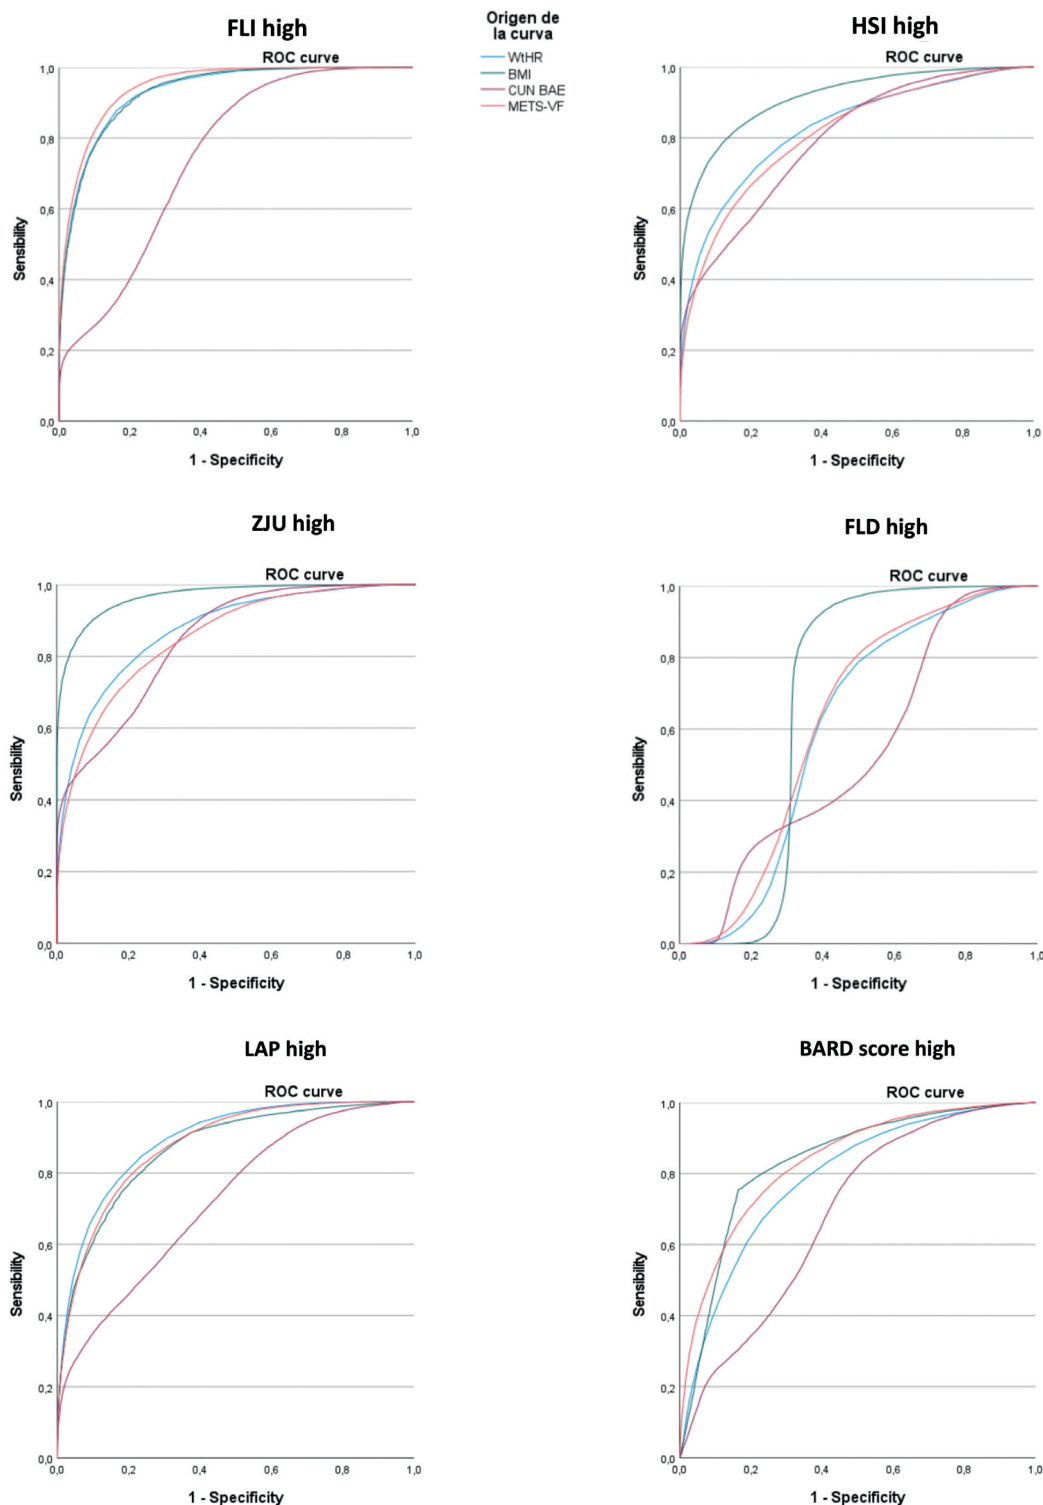 FLI high
ROC curve
1,0
0,8
0,6
0,4
0,2
0,0
0,0 0,2 0,4 0,6 0,8 1,0
Sensibility
1 - Specificity
Origen de
la curva
WtHR
BMI
CUN BAE
METS-VF
HSI high
ROC curve
1,0
0,8
0,6
0,4
0,2
0,0
0,0 0,2 0,4 0,6 0,8 1,0
Sensibility
1 - Specificity
ZJU high
ROC curve
1,0
0,8
0,6
0,4
0,2
0,0
0,0 0,2 0,4 0,6 0,8 1,0
Sensibility
1 - Specificity
FLD high
ROC curve
1,0
0,8
0,6
0,4
0,2
0,0
0,0 0,2 0,4 0,6 0,8 1,0
Sensibility
1 - Specificity
LAP high
ROC curve
1,0
0,8
0,6
0,4
0,2
0,0
0,0 0,2 0,4 0,6 0,8 1,0
Sensibility
1 - Specificity
BARD score high
ROC curve
1,0
0,8
0,6
0,4
0,2
0,0
0,0 0,2 0,4 0,6 0,8 1,0
Sensibility
1 - Specificity